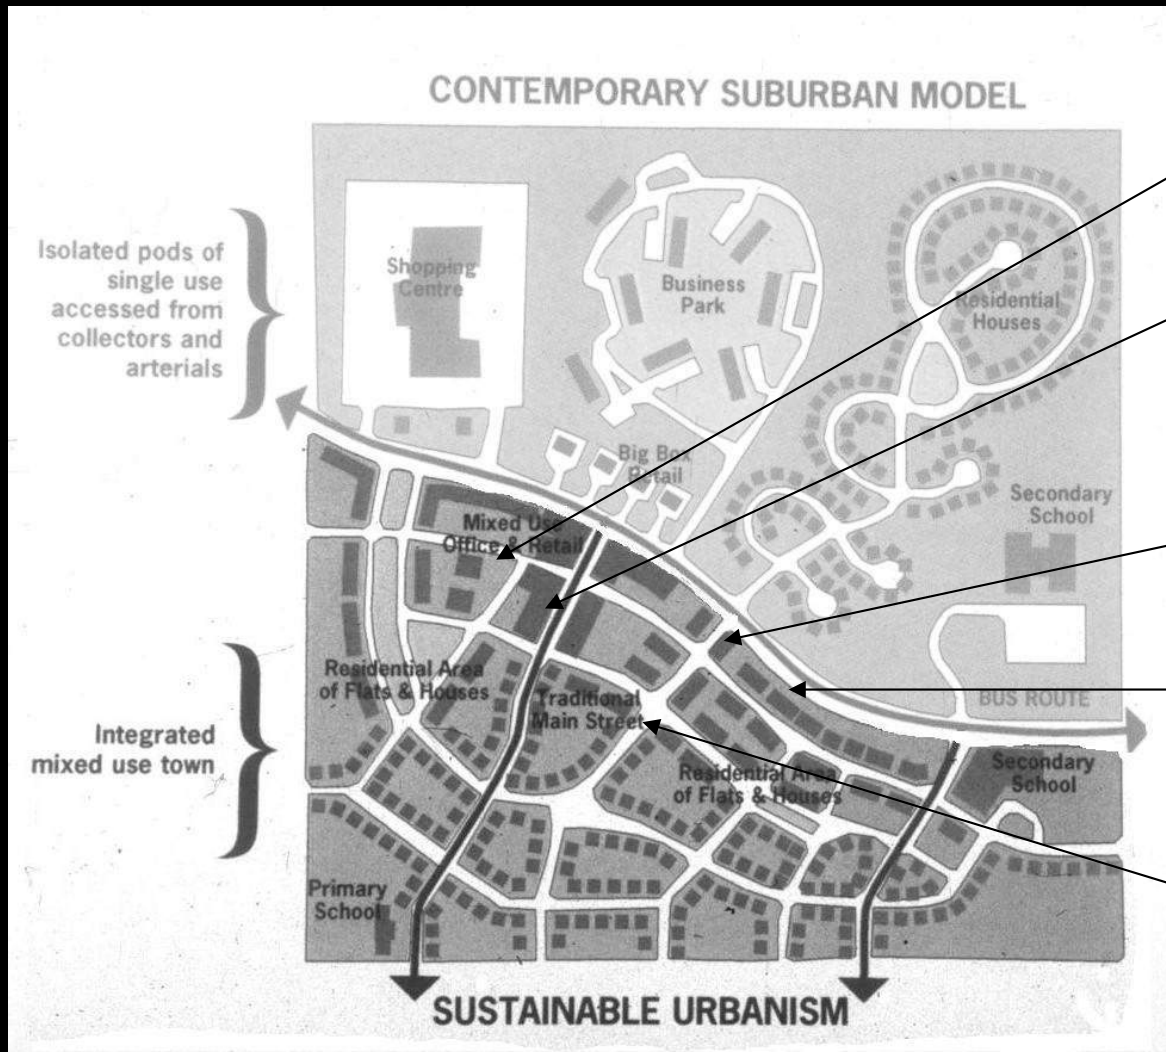 CONTEMPORARY SUBURBAN MODEL
Isolated pods of
single use
accessed from
collectors and
arterials
Shopping
Centre
Business
Park
Residential
Houses
Big Box
Retail
Secondary
School
Mixed Use
Office & Retail
BUS ROUTE
Residential Area
of Flats & Houses
Traditional
Main Street
Integrated
mixed use town
Residential Area
of Flats & Houses
Secondary
School
Primary
School
SUSTAINABLE URBANISM